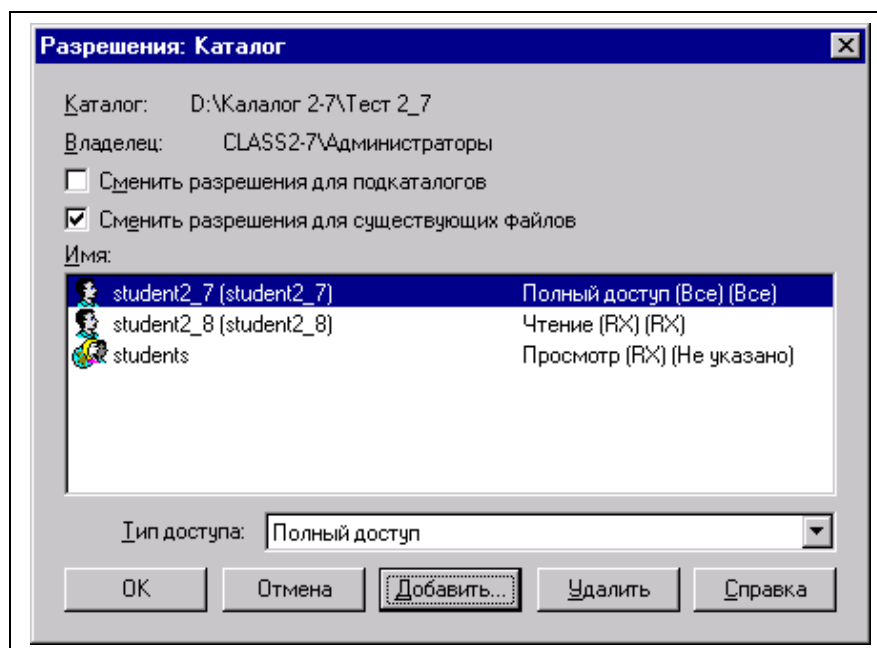 Разрешения: Каталог
Каталог: D:\Калалог 2-7\Тест 2_7
Владелец: CLASS2-7\Администраторы
Сменить разрешения для подкаталогов
Сменить разрешения для существующих файлов
Имя:
student2_7 (student2_7) Полный доступ (Все) (Все)
student2_8 (student2_8) Чтение (RX) (RX)
students Просмотр (RX) (Не указано)
Тип доступа: Полный доступ
OK Отмена Добавить... Удалить Справка